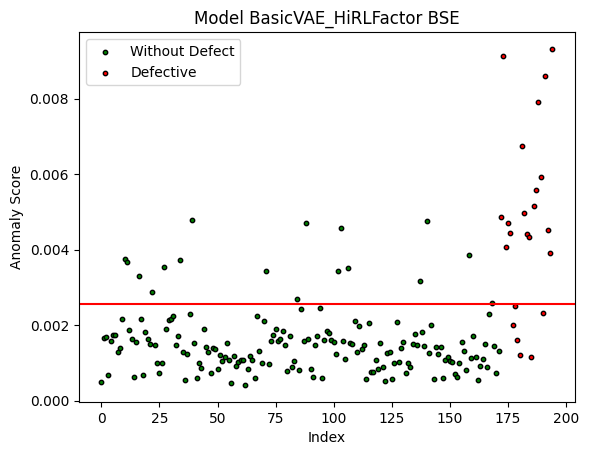 Model BasicVAE_HiRLFactor BSE
Without Defect
Defective
0.008
0.006
0.004
0.002
0.000
Anomaly Score
0 25 50 75 100 125 150 175 200
Index